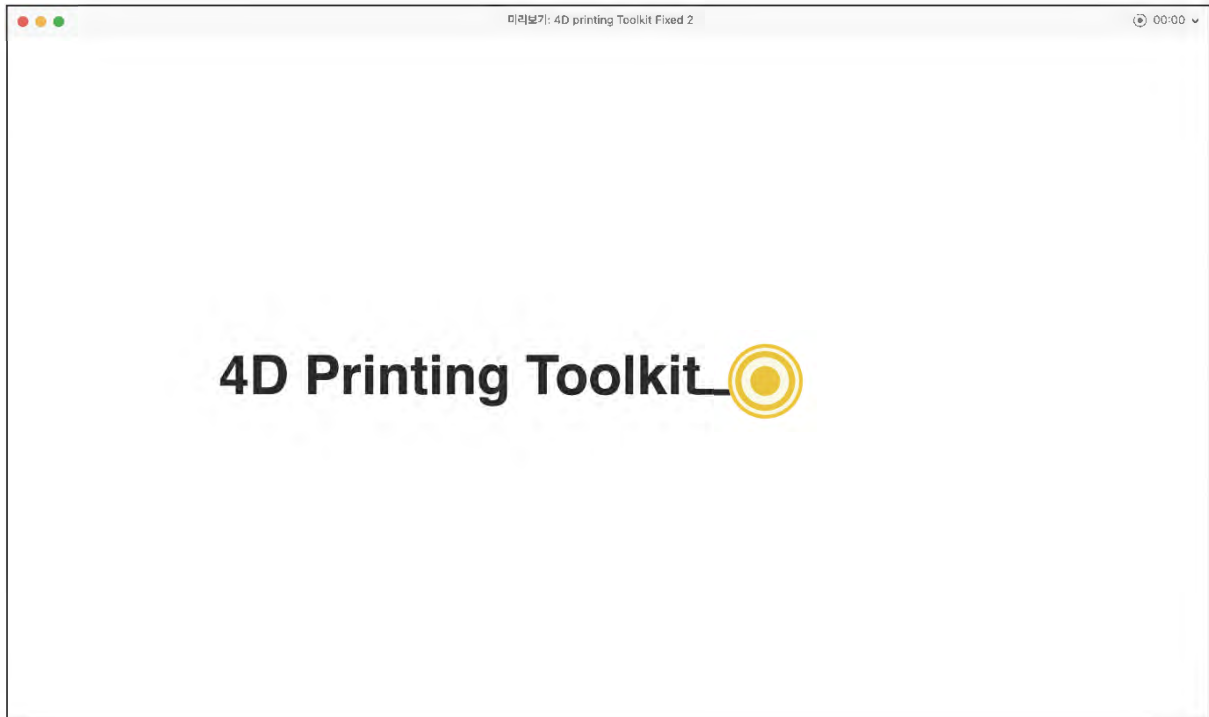 미리보기: 4D printing Toolkit Fixed 2
00:00
4D Printing Toolkit_